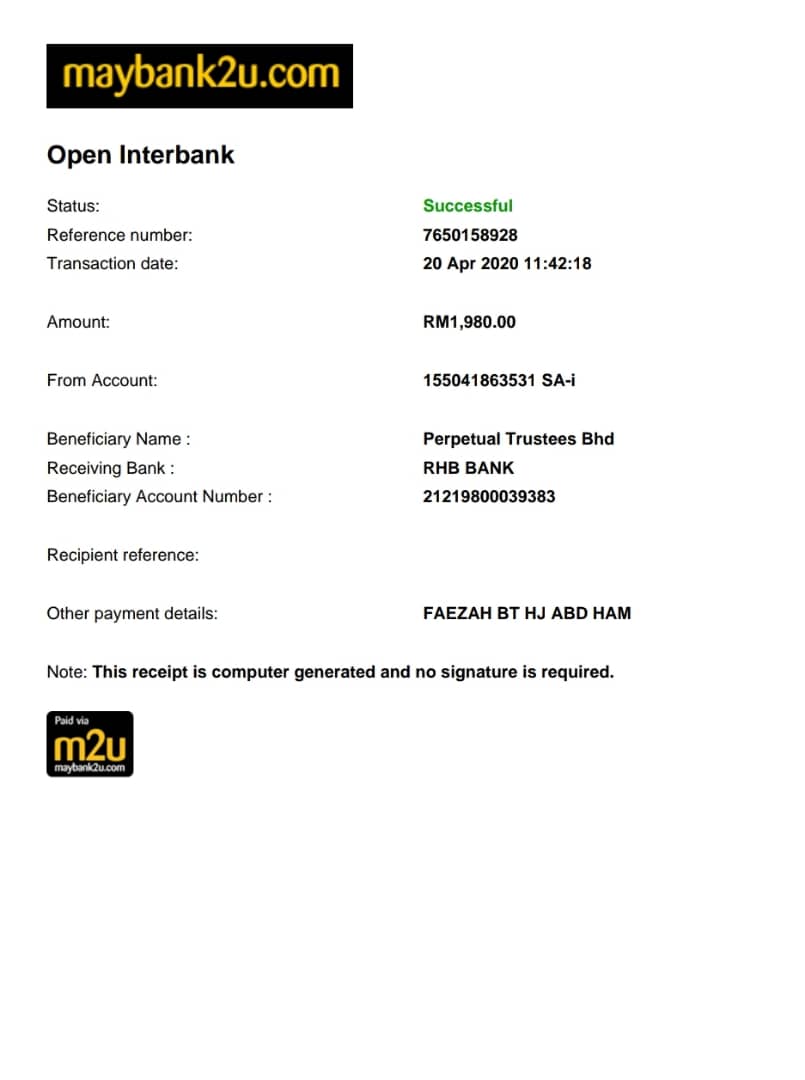 maybank2u.com
Open Interbank
Status: Successful
Reference number: 7650158928
Transaction date: 20 Apr 2020 11:42:18
Amount: RM1,980.00
From Account: 155041863531 SA-i
Beneficiary Name : Perpetual Trustees Bhd
Receiving Bank : RHB BANK
Beneficiary Account Number : 21219800039383
Recipient reference:
Other payment details: FAEZAH BT HJ ABD HAM
Note: This receipt is computer generated and no signature is required.
Paid via
m2u
maybank2u.com